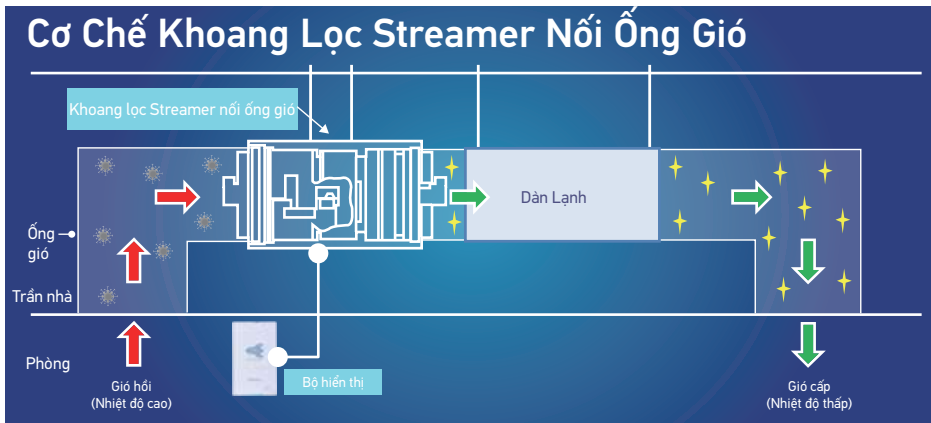 Cơ Chế Khoang Lọc Streamer Nối Ống Gió
Khoang lọc Streamer nối ống gió
Dàn Lạnh
Ống
gió
Trần nhà
Phòng
Gió hồi
(Nhiệt độ cao)
Bộ hiển thị
Gió cấp
(Nhiệt độ thấp)